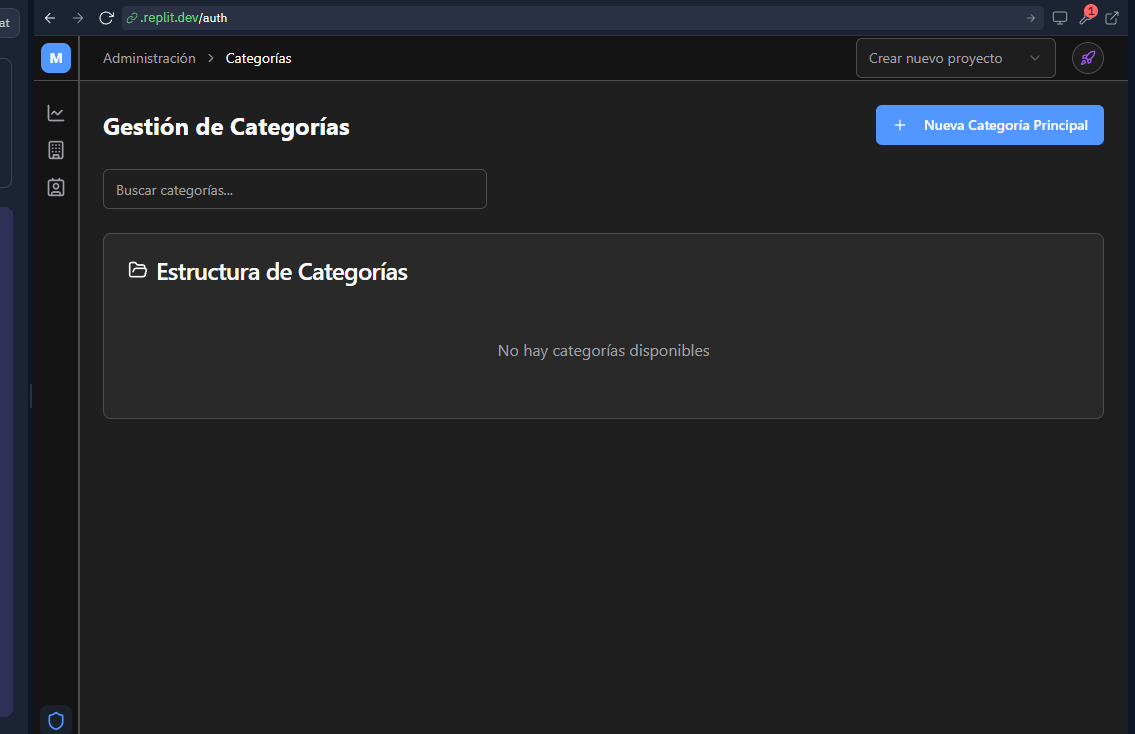 at
.replit.dev/auth
1
M
Administración > Categorías
Crear nuevo proyecto
Gestión de Categorías
+ Nueva Categoría Principal
Buscar categorías...
Estructura de Categorías
No hay categorías disponibles